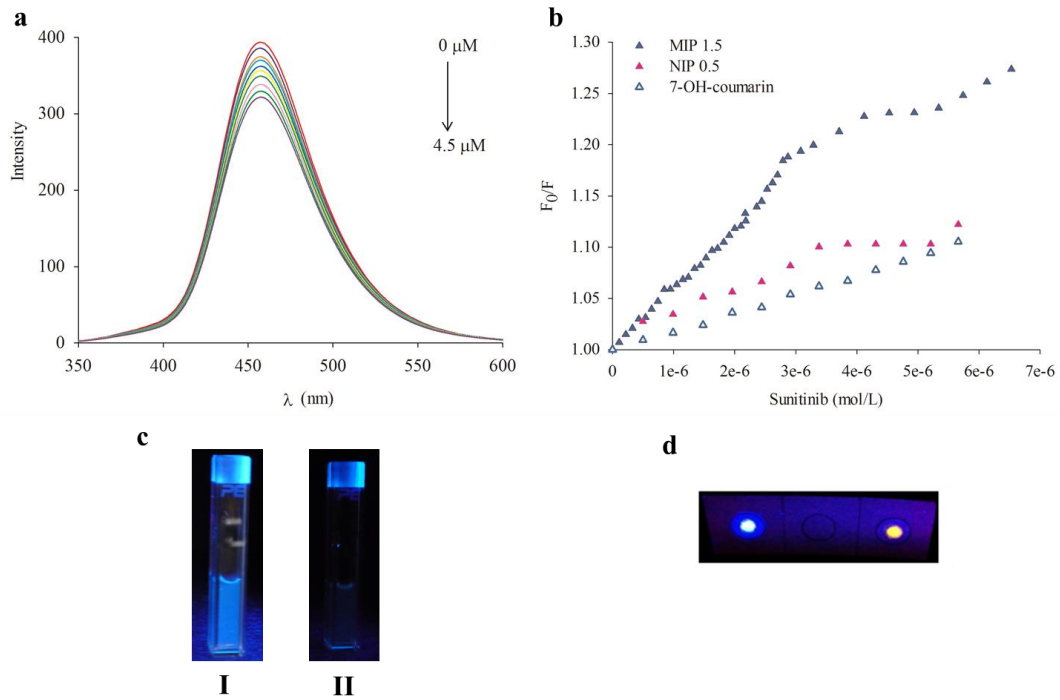 a
400
300
200
100
0
Intensity
350
400
450
500
550
600
λ (nm)
0 μM
4.5 μM
b
1.30
1.25
1.20
1.15
1.10
1.05
1.00
F0/F
MIP 1.5
NIP 0.5
7-OH-coumarin
0
1e-6
2e-6
3e-6
4e-6
5e-6
6e-6
7e-6
Sunitinib (mol/L)
c
PE
PE
I
II
d